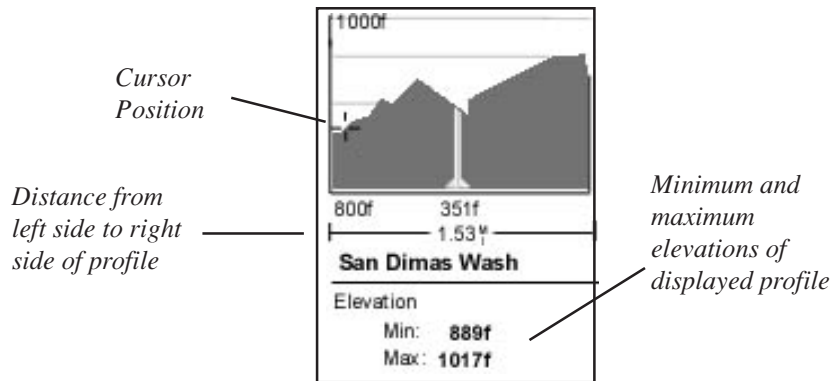 1000f
Cursor
Position
Distance from
left side to right
side of profile
800f 351f
1.53 MI
San Dimas Wash
Elevation
Min: 889f
Max: 1017f
Minimum and
maximum
elevations of
displayed profile